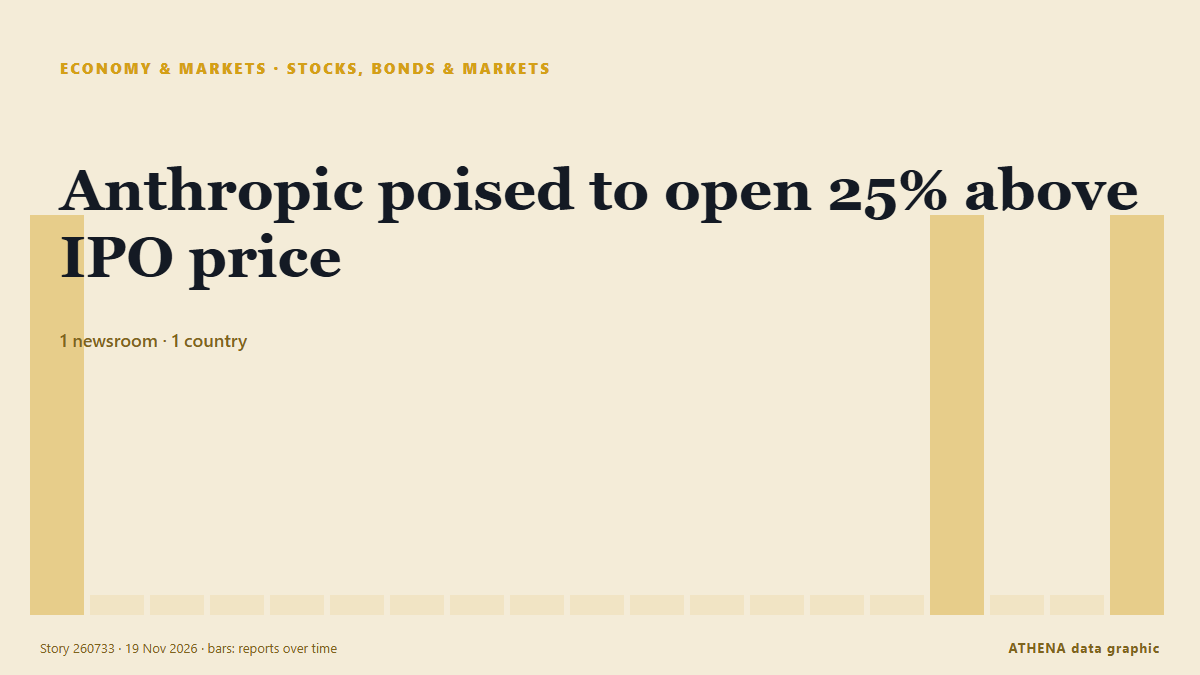 ECONOMY & MARKETS · STOCKS, BONDS & MARKETS
Anthropic poised to open 25% above
IPO price
1 newsroom · 1 country
Story 260733 · 19 Nov 2026 · bars: reports over time
ATHENA data graphic